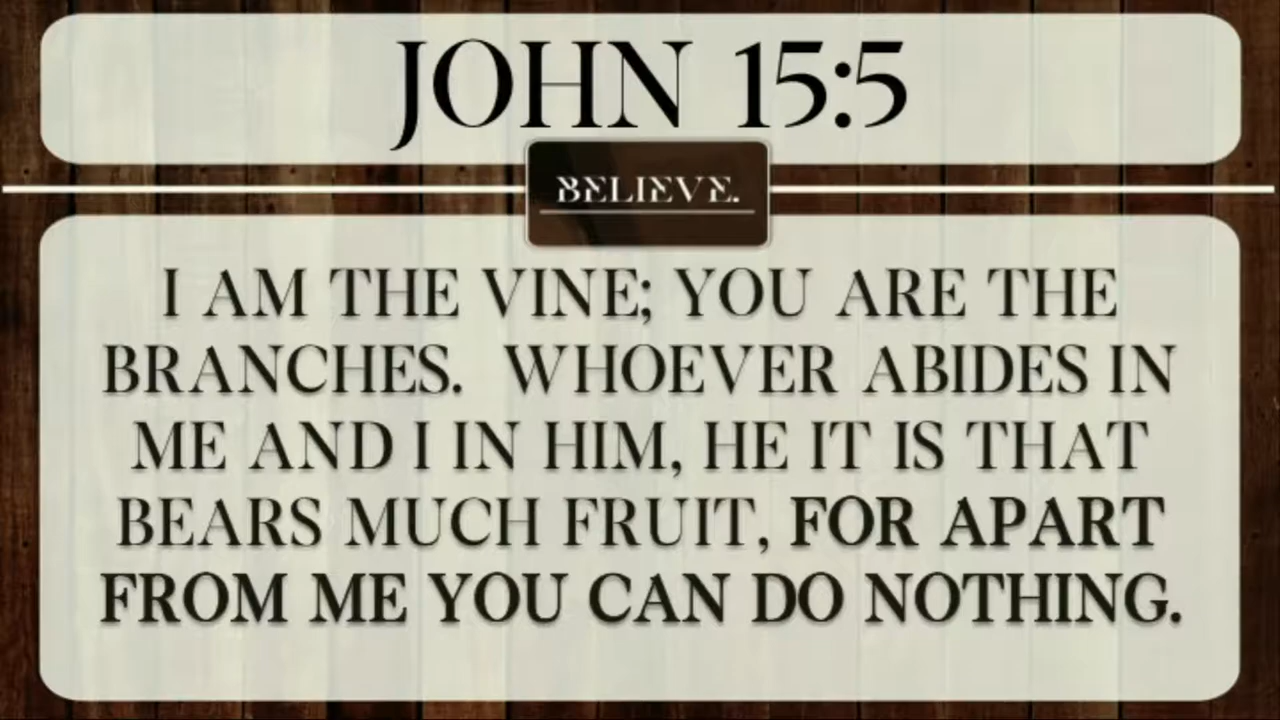 JOHN 15:5
BELIEVE.
I AM THE VINE; YOU ARE THE
BRANCHES. WHOEVER ABIDES IN
ME AND I IN HIM, HE IT IS THAT
BEARS MUCH FRUIT, FOR APART
FROM ME YOU CAN DO NOTHING.